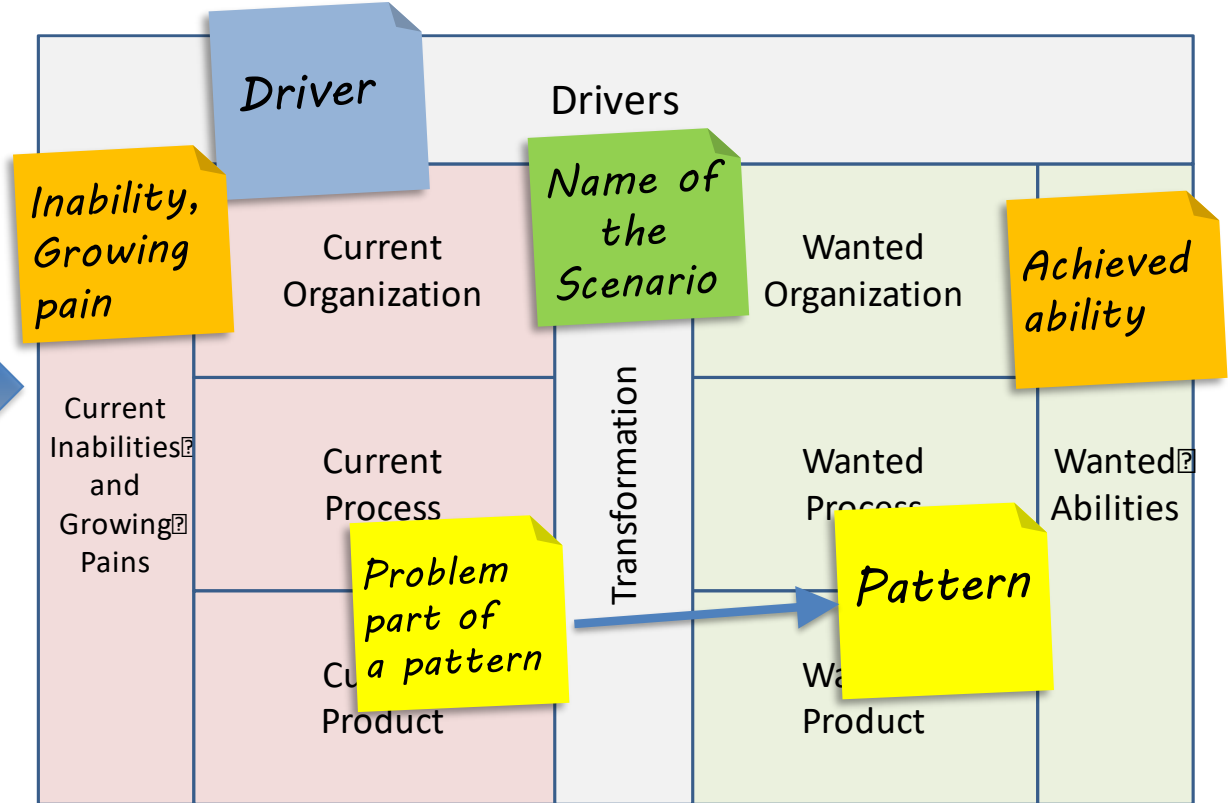 Driver
Drivers
Inability,
Growing
pain
Current
Organization
Name of
the
Scenario
Wanted
Organization
Achieved
ability
Current
Inabilities
and
Growing
Pains
Current
Process
Transformation
Wanted
Process
Wanted
Abilities
Problem
part of
a pattern
Pattern
Product
Product